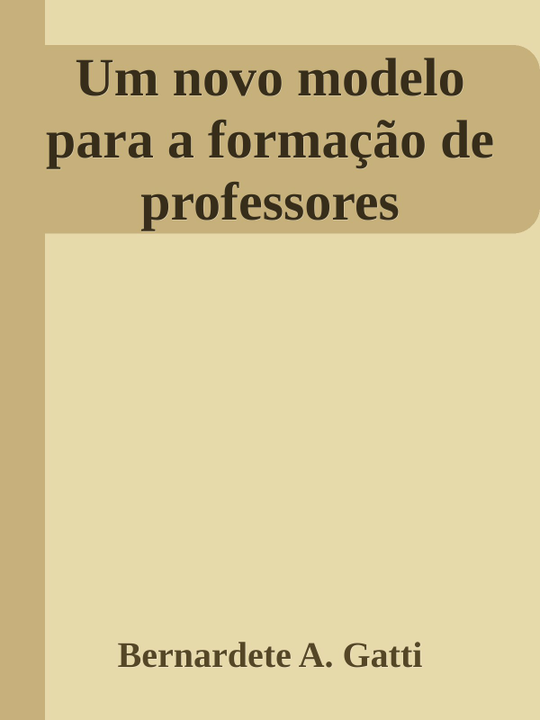 Um novo modelo
para a formação de
professores
Bernardete A. Gatti